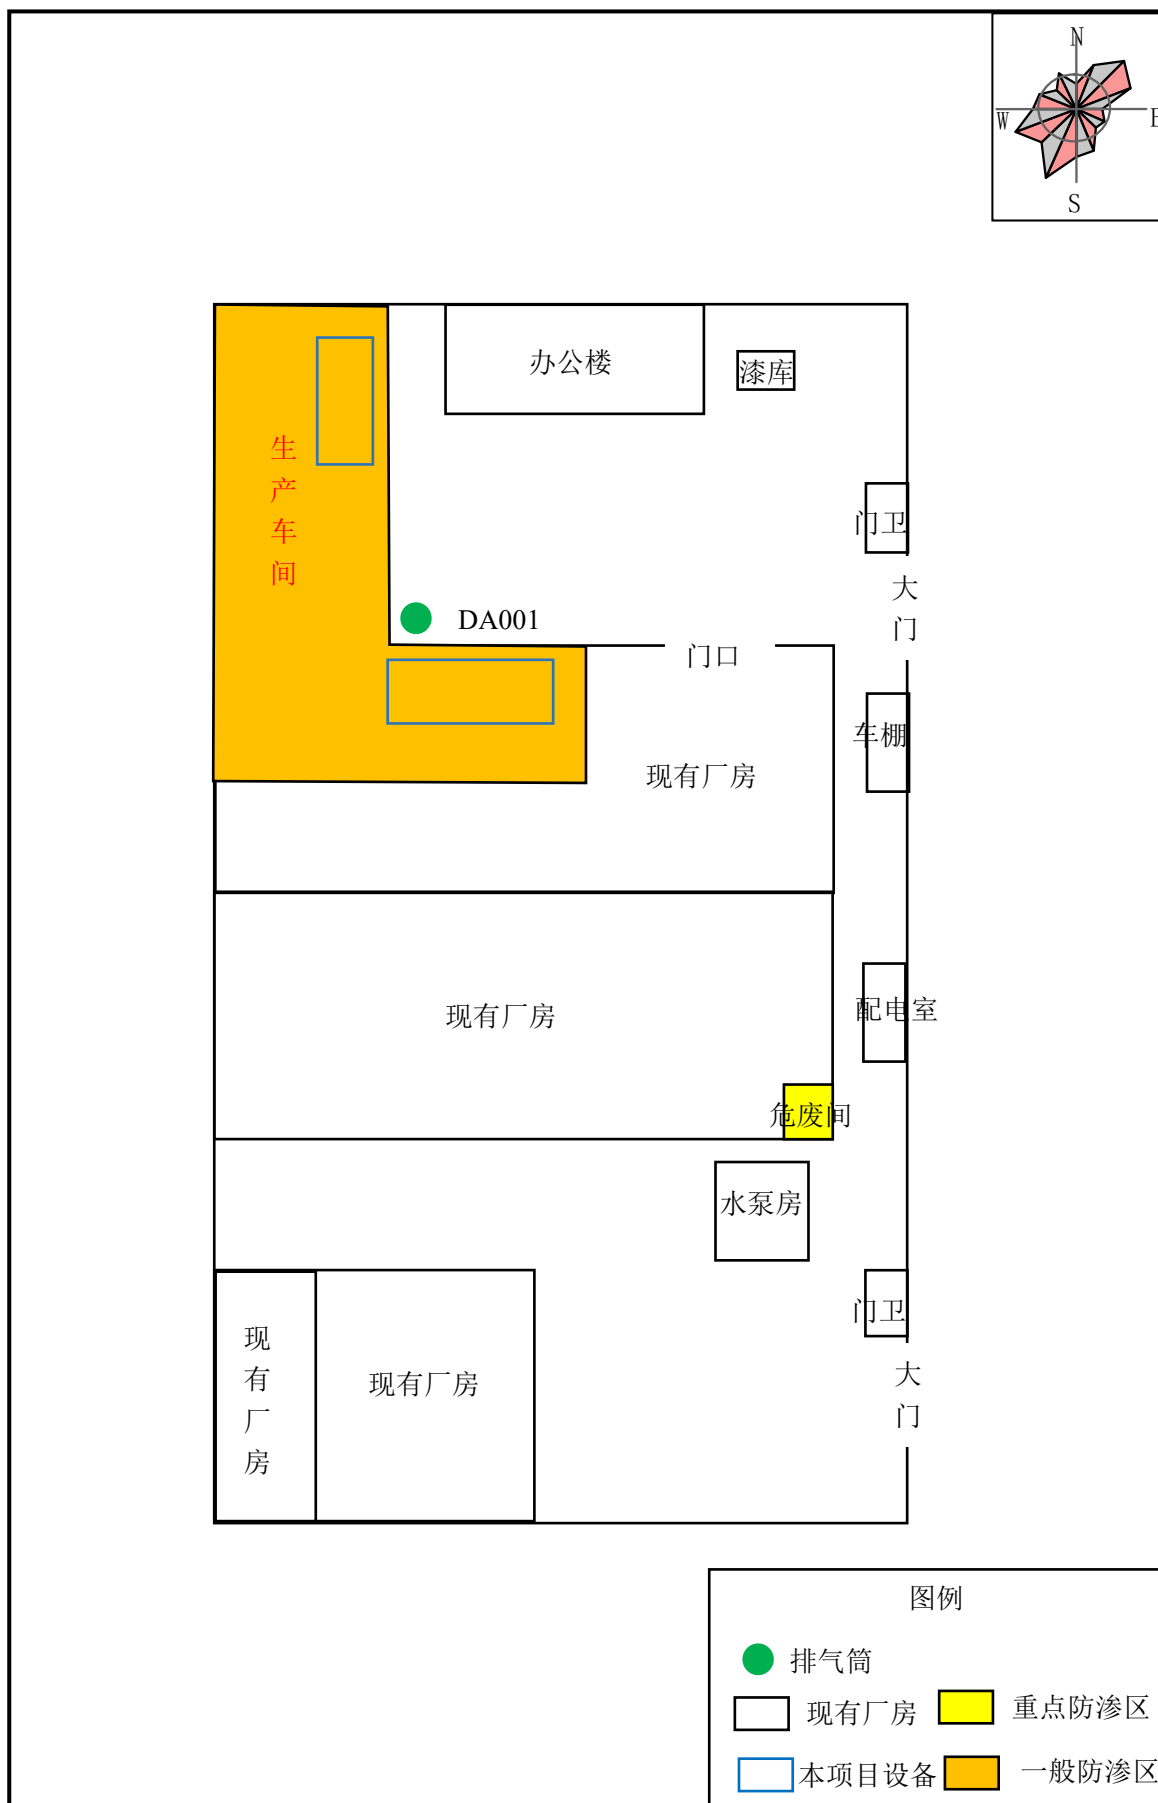 N
W
E
S
办公楼
漆库
生产车间
门卫
大门
DA001
门口
车棚
现有厂房
现有厂房
配电室
危废间
水泵房
门卫
现有厂房
现有厂房
大门
图例
排气筒
现有厂房
重点防渗区
本项目设备
一般防渗区